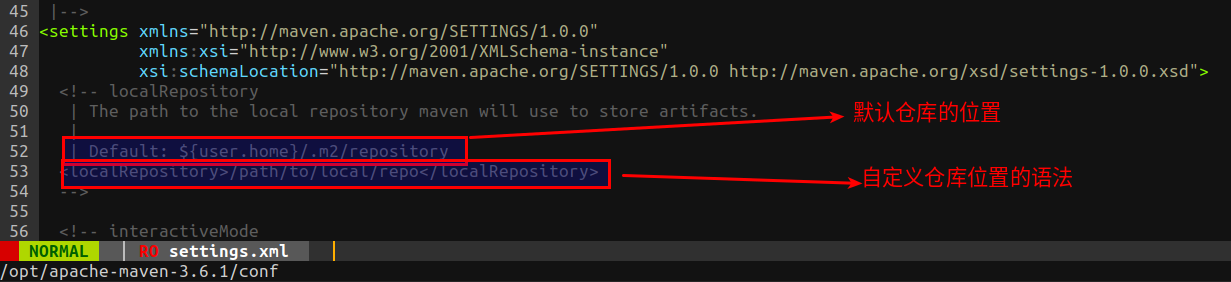 45 |-->
46 <settings xmlns="http://maven.apache.org/SETTINGS/1.0.0"
47 xmlns:xsi="http://www.w3.org/2001/XMLSchema-instance"
48 xsi:schemaLocation="http://maven.apache.org/SETTINGS/1.0.0 http://maven.apache.org/xsd/settings-1.0.0.xsd">
49 <!-- localRepository
50 | The path to the local repository maven will use to store artifacts.
默认仓库的位置
51 |
52 | Default: ${user.home}/.m2/repository
53 <localRepository>/path/to/local/repo</localRepository>
自定义仓库位置的语法
54 -->
55
56 <!-- interactiveMode
NORMAL | RO settings.xml |
/opt/apache-maven-3.6.1/conf